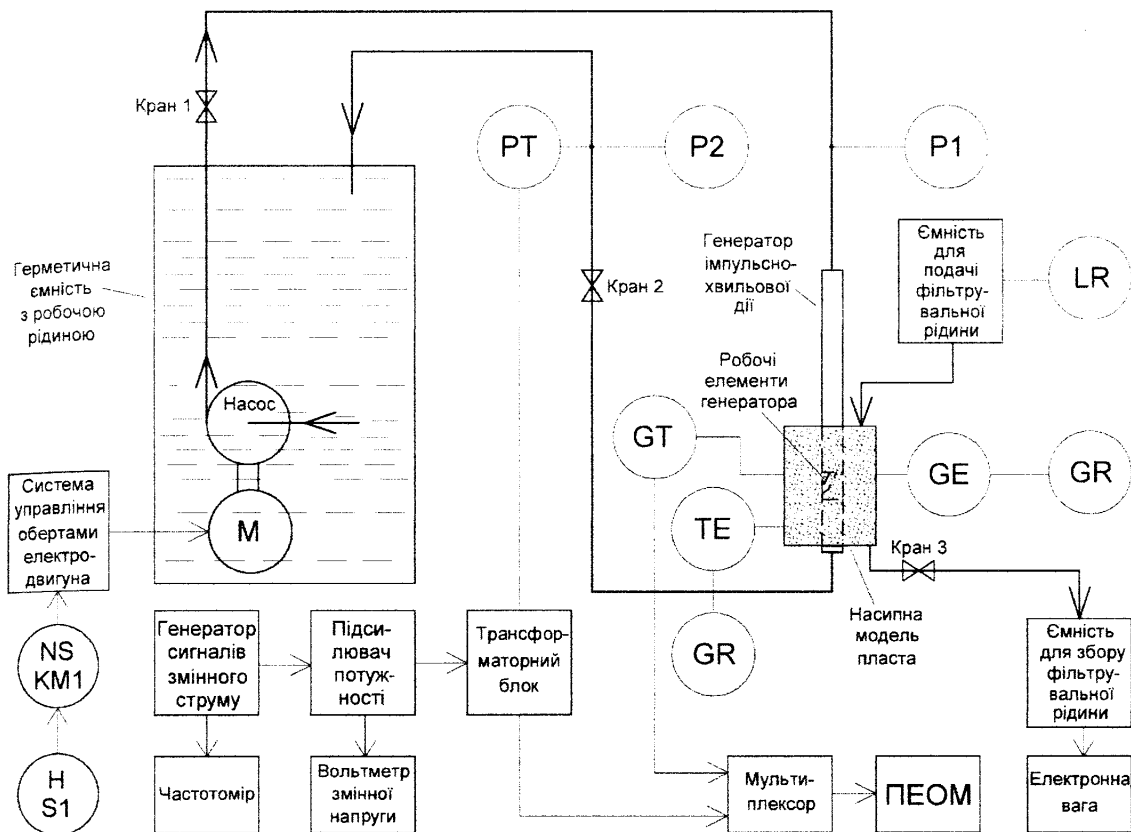 Кран 1
PT
P2
P1
Герметична
ємність
з робочою
рідиною
Кран 2
Генератор
імпульсно-
хвильової
дії
Ємність
для
подачі
фільтру-
вальної
рідини
LR
Робочі
елементи
генератора
Насос
GT
GE
GR
Система
управління
обертами
електро-
двигуна
M
TE
Кран 3
Насипна
модель
пласта
NS
KM1
Генератор
сигналів
змінного
струму
Підси-
лювач
потуж-
ності
Трансфор-
маторний
блок
GR
Ємність
для збору
фільтру-
вальної
рідини
H
S1
Частотомір
Вольтметр
змінної
напруги
Мульти-
плексор
ПЕОМ
Електронна
вага